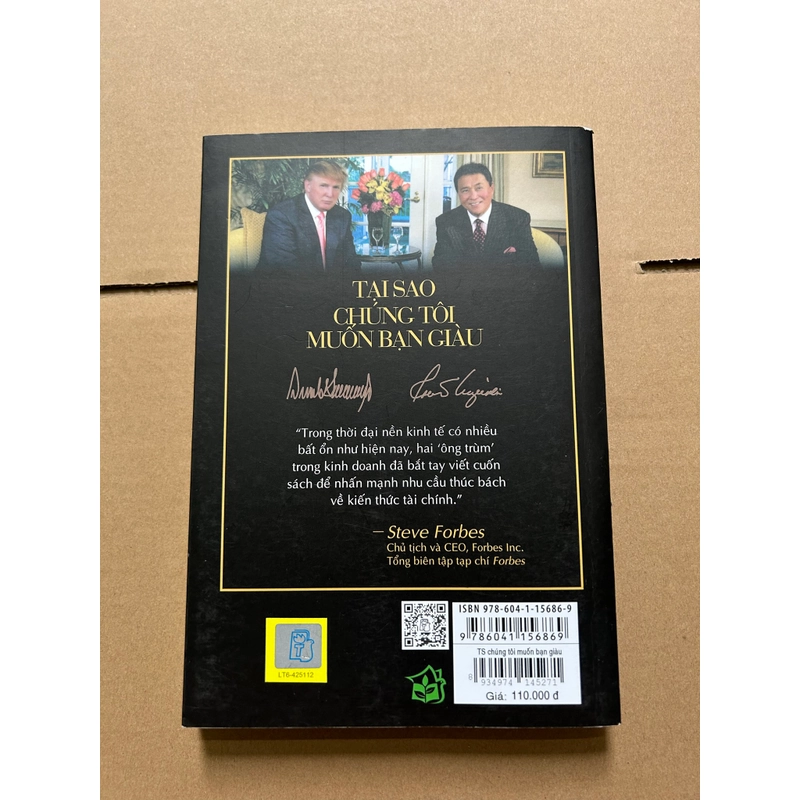 TẠI SAO
CHÚNG TÔI
MUỐN BẠN GIÀU
“Trong thời đại nền kinh tế có nhiều
bất ổn như hiện nay, hai ‘ông trùm’
trong kinh doanh đã bắt tay viết cuốn
sách để nhấn mạnh nhu cầu thúc bách
về kiến thức tài chính.”
— Steve Forbes
Chủ tịch và CEO, Forbes Inc.
Tổng biên tập tạp chí Forbes
ISBN 978-604-1-15686-9
9 786041 156869
TS chúng tôi muốn bạn giàu
8 934974 145271
Giá: 110.000 đ
T
LT6-425112